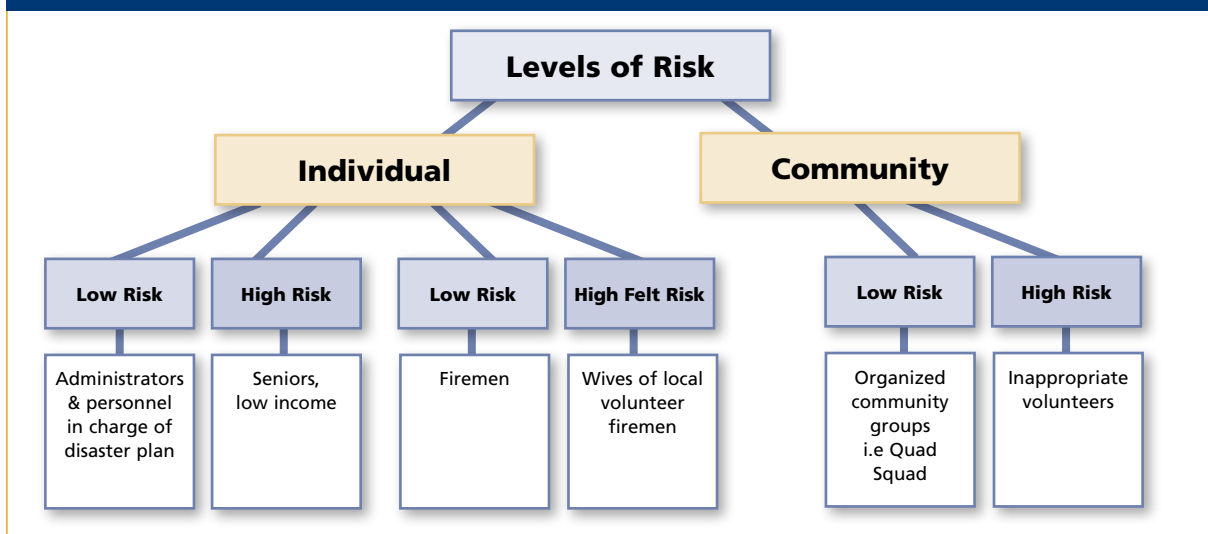 Levels of Risk
Individual
Community
Low Risk
High Risk
Low Risk
High Felt Risk
Low Risk
High Risk
Administrators
& personnel
in charge of
disaster plan
Seniors,
low income
Firemen
Wives of local
volunteer
firemen
Organized
community
groups
i.e Quad
Squad
Inappropriate
volunteers